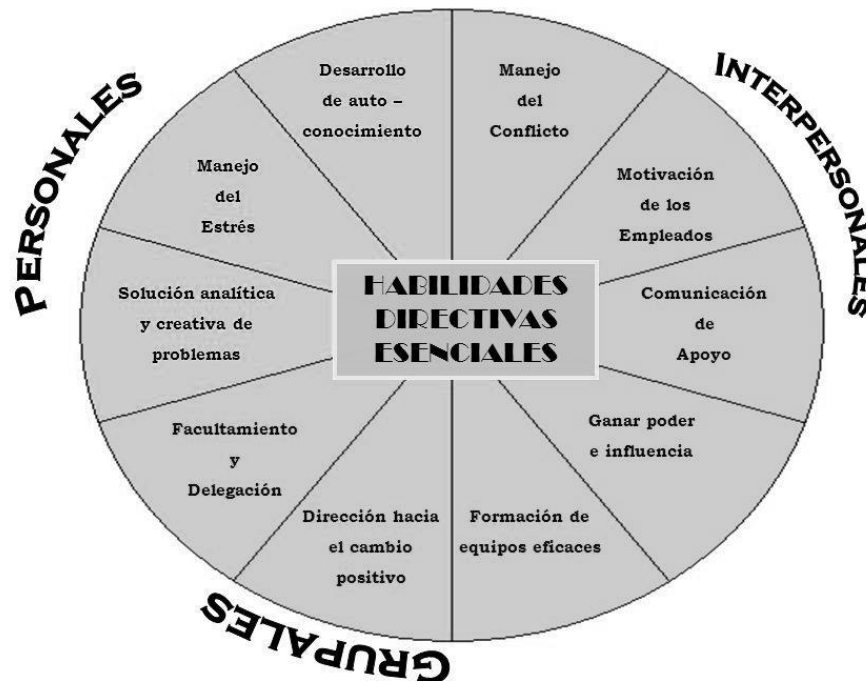 PERSONALES
INTERPERSONALES
GRUPALES
HABILIDADES
DIRECTIVAS
ESENCIALES
Desarrollo
de auto –
conocimiento
Manejo
del
Conflicto
Motivación
de los
Empleados
Comunicación
de
Apoyo
Ganar poder
e influencia
Formación de
equipos eficaces
Dirección hacia
el cambio
positivo
Facultamiento
y
Delegación
Solución analítica
y creativa de
problemas
Manejo
del
Estrés